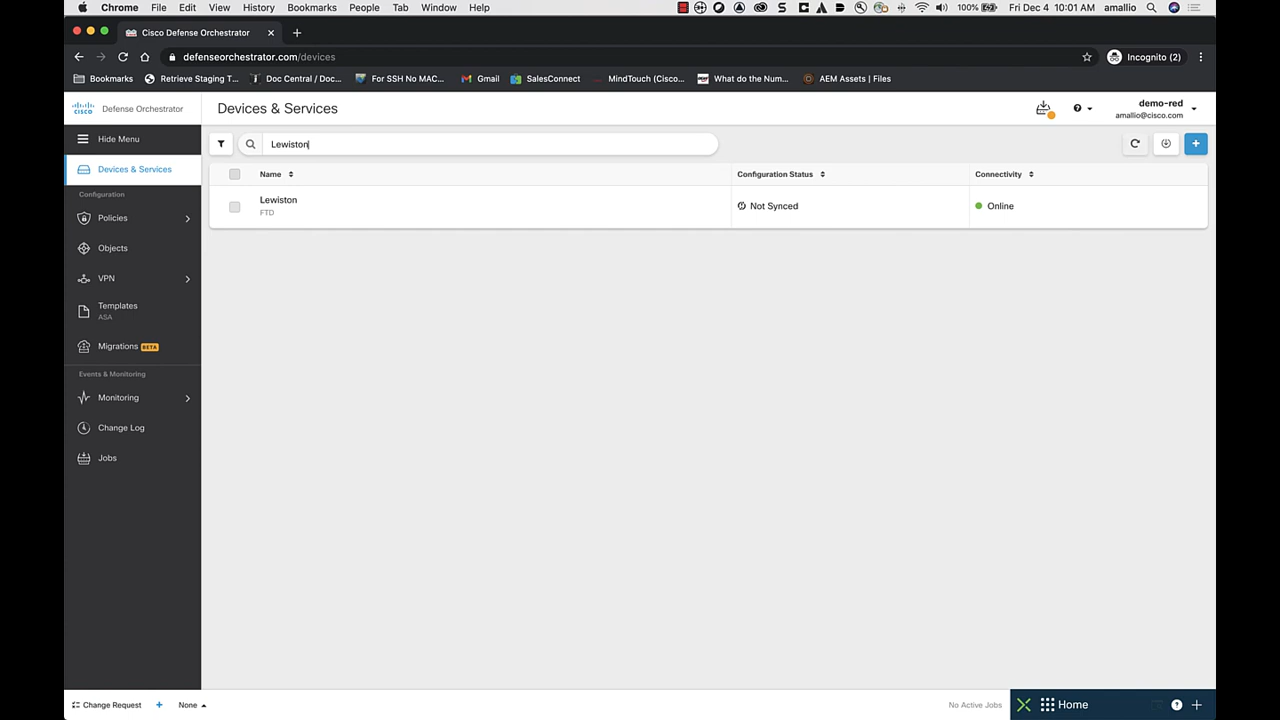 Chrome File Edit View History Bookmarks People Tab Window Help 100% Fri Dec 4 10:01 AM amallio
Cisco Defense Orchestrator
defenseorchestrator.com/devices Incognito (2)
Bookmarks Retrieve Staging T... Doc Central / Doc... For SSH No MAC... Gmail SalesConnect MindTouch (Cisco... What do the Num... AEM Assets | Files
cisco Defense Orchestrator Devices & Services demo-red
amallio@cisco.com
Hide Menu Lewiston
Devices & Services Name Configuration Status Connectivity
Configuration
Lewiston Not Synced Online
FTD
Policies
Objects
VPN
Templates
ASA
Migrations BETA
Events & Monitoring
Monitoring
Change Log
Jobs
Change Request + None No Active Jobs Home